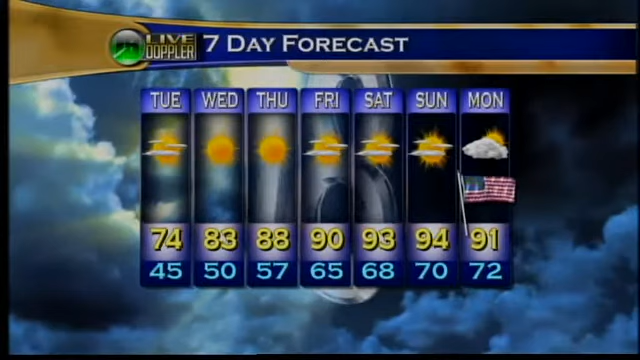 LIVE
DOPPLER
7 DAY FORECAST
TUE WED THU FRI SAT SUN MON
74 83 88 90 93 94 91
45 50 57 65 68 70 72